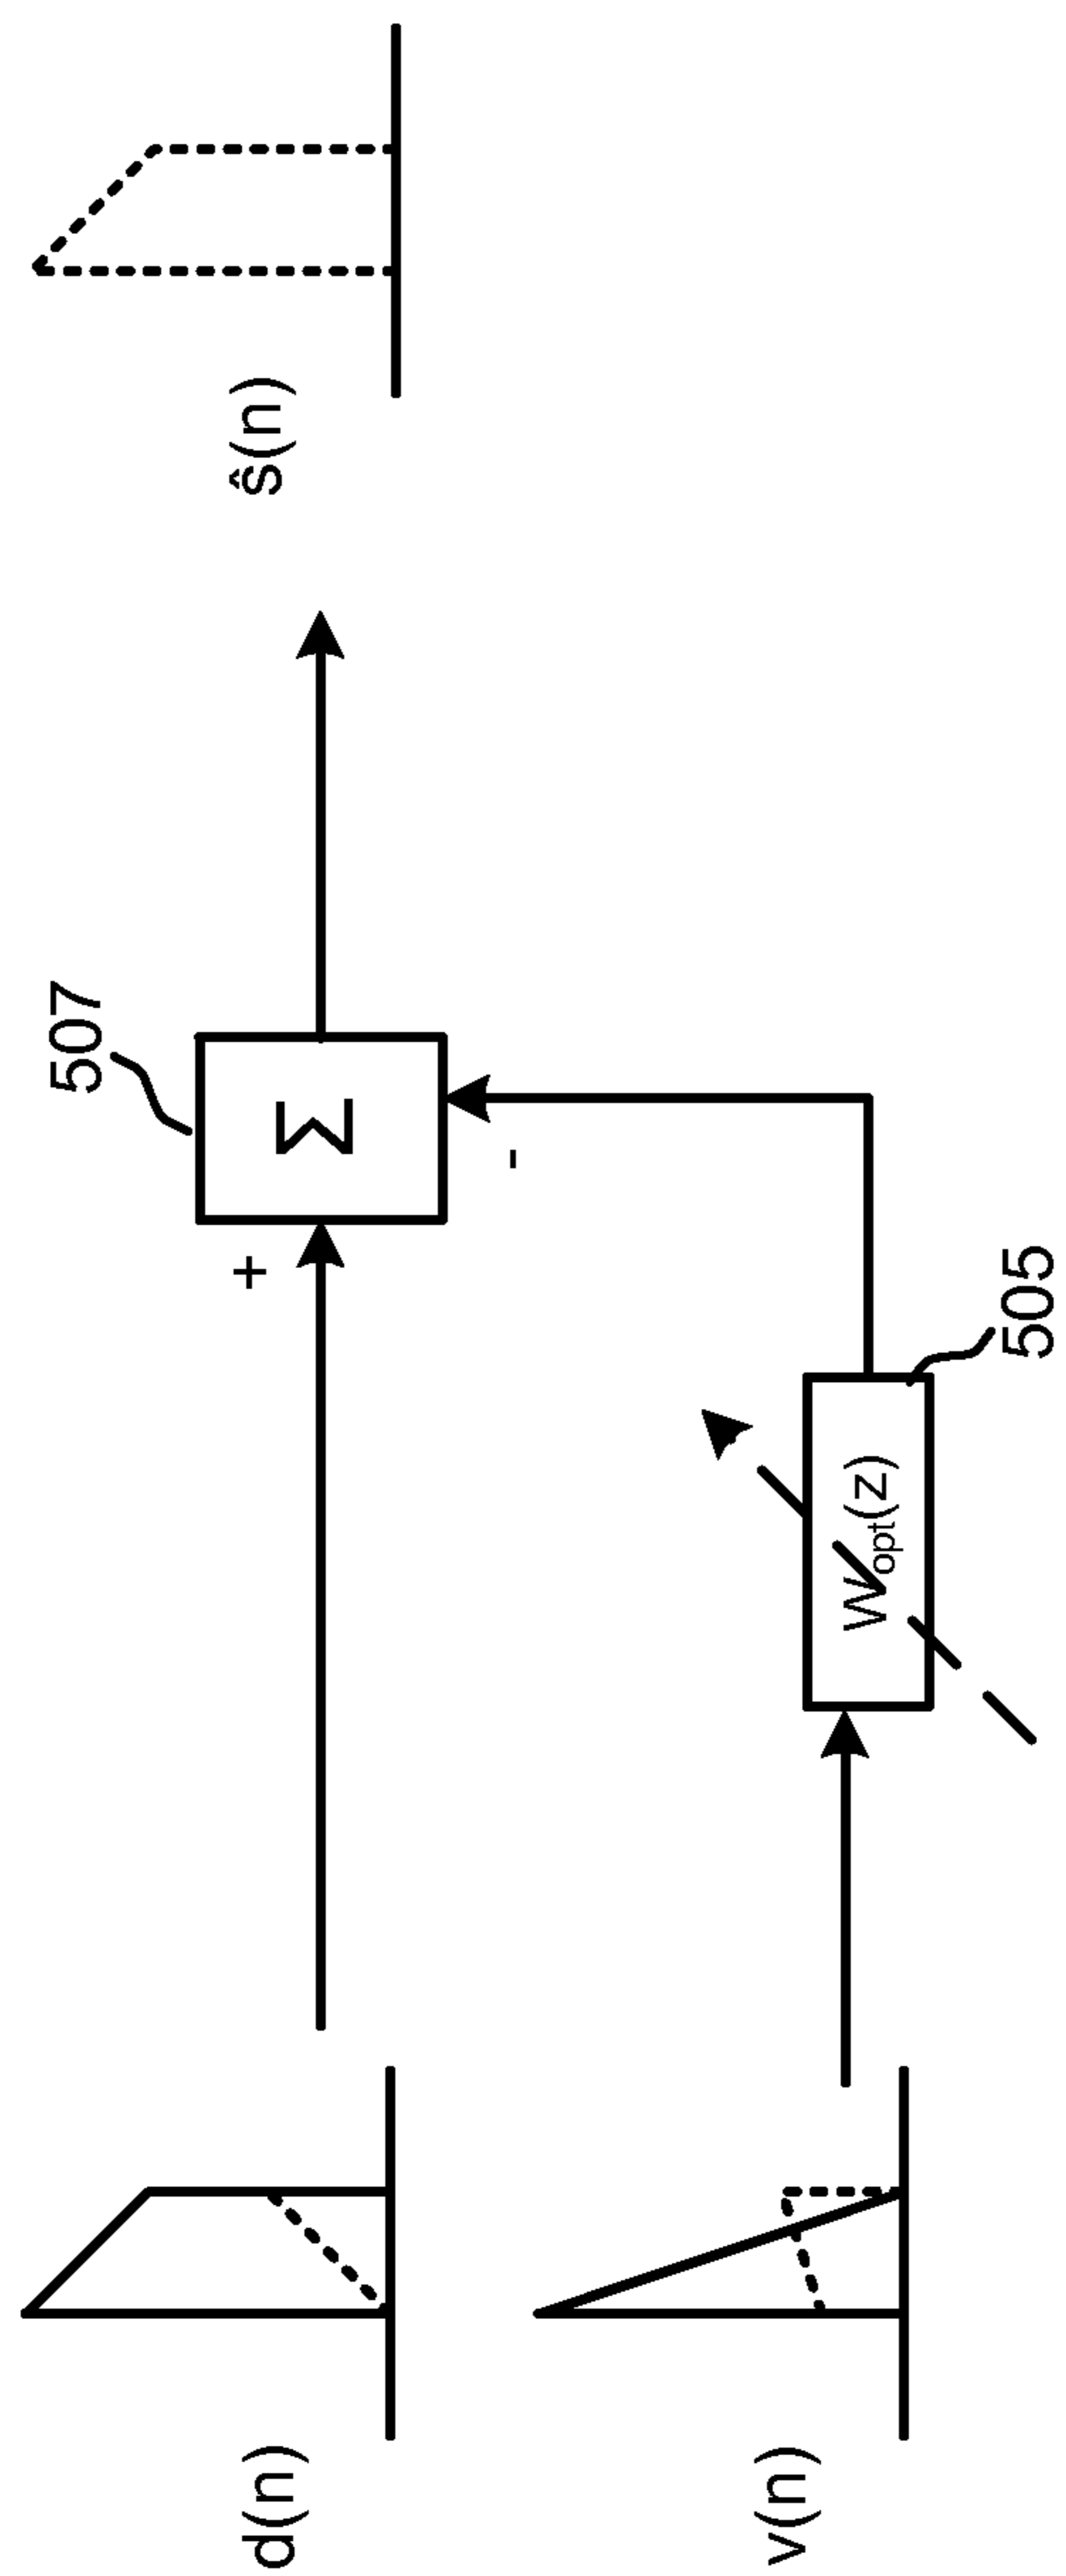 d(n)
+
507
Σ
ŝ(n)
v(n)
W_opt(z)
505
-